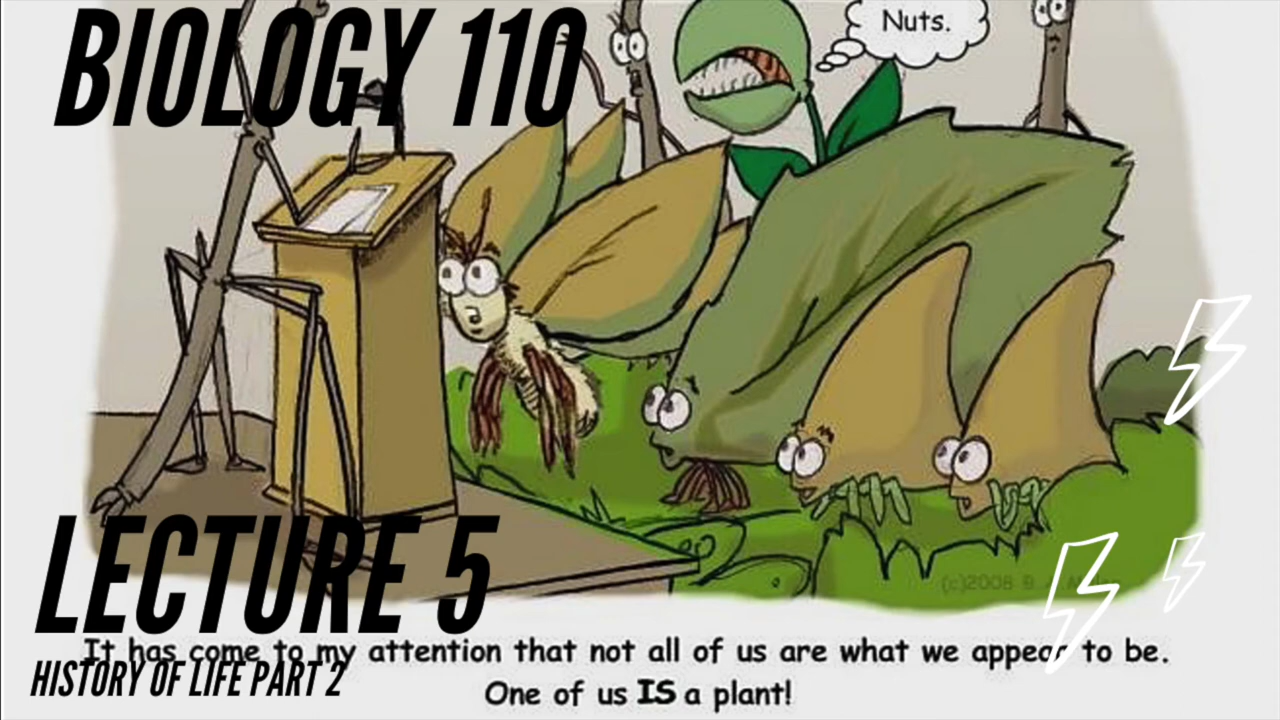 BIOLOGY 110
Nuts.
LECTURE 5
It has come to my attention that not all of us are what we appear to be.
HISTORY OF LIFE PART 2
One of us IS a plant!
(c)2008 B.